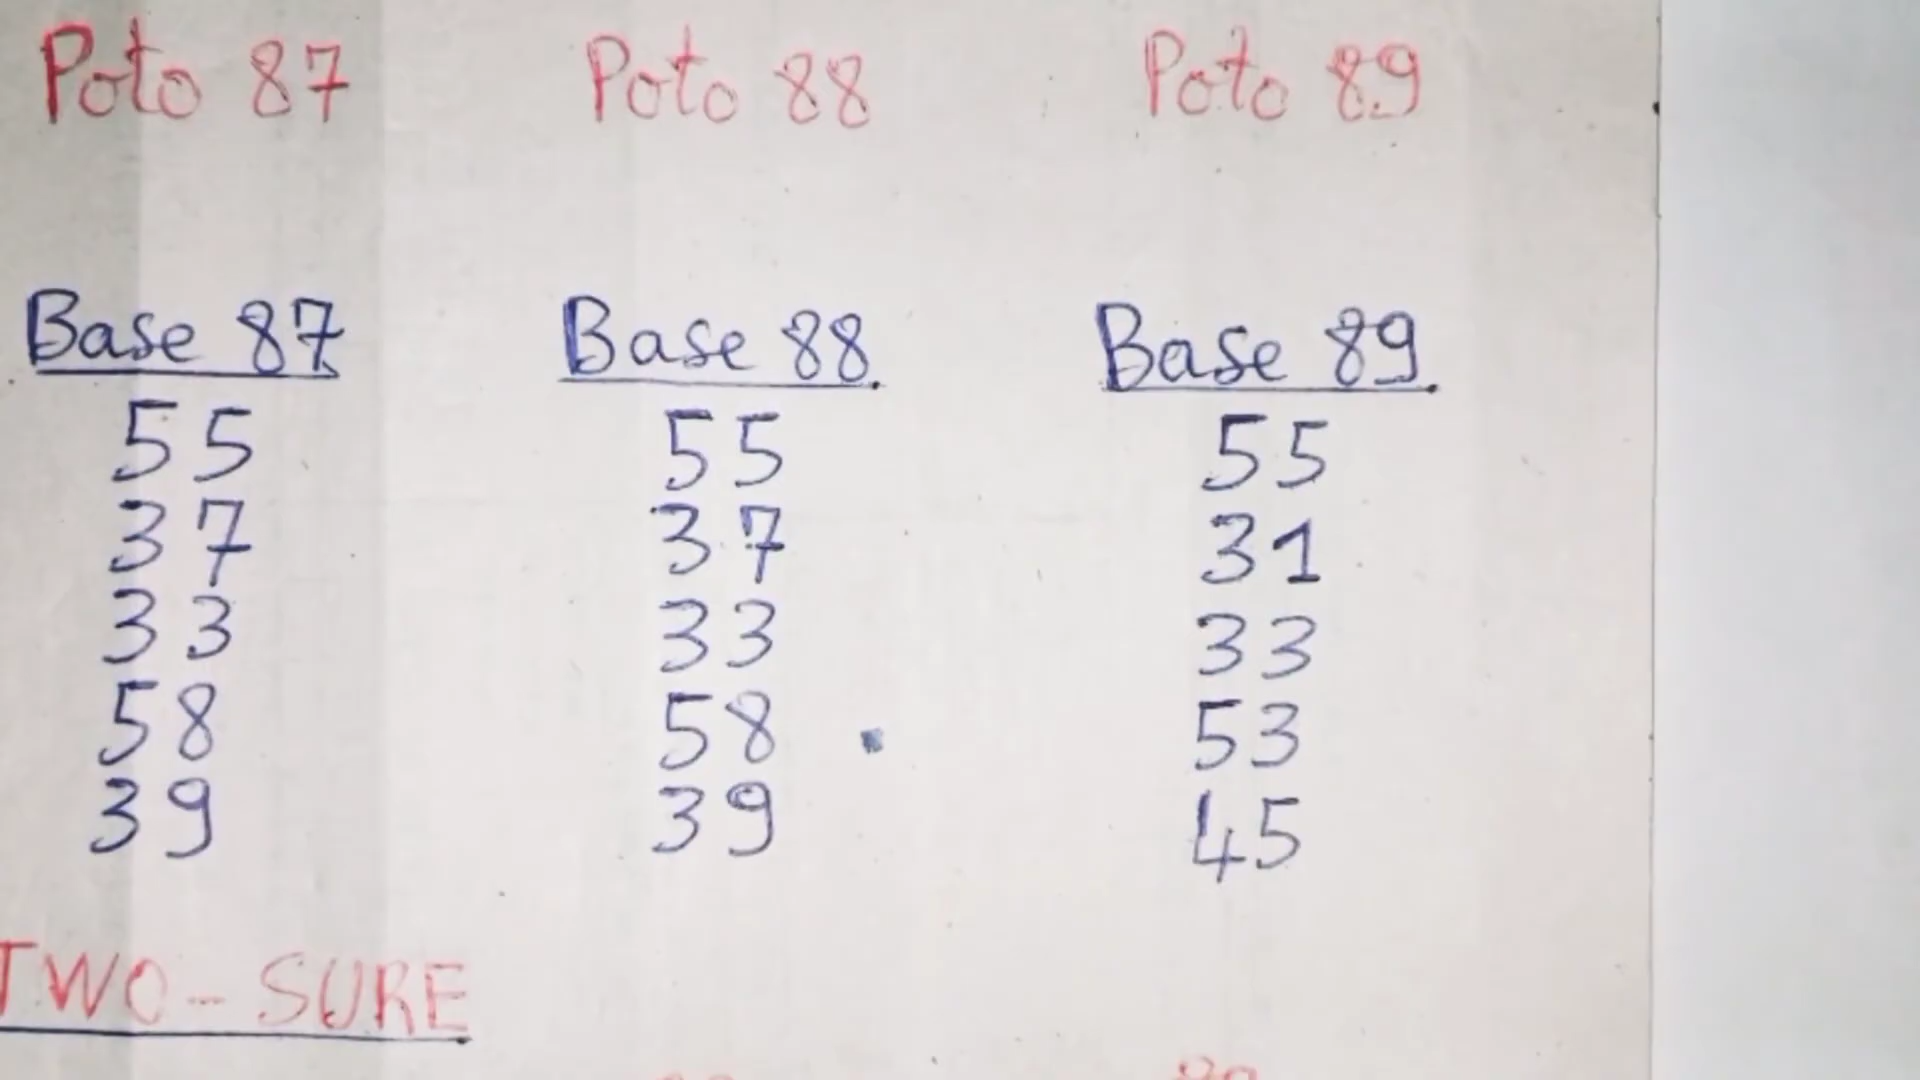 Poto 87 Poto 88 Poto 89
Base 87 Base 88. Base 89.
55 55 55
37 37 31
33 33 33
58 58 53
39 39 45
TWO-SURE